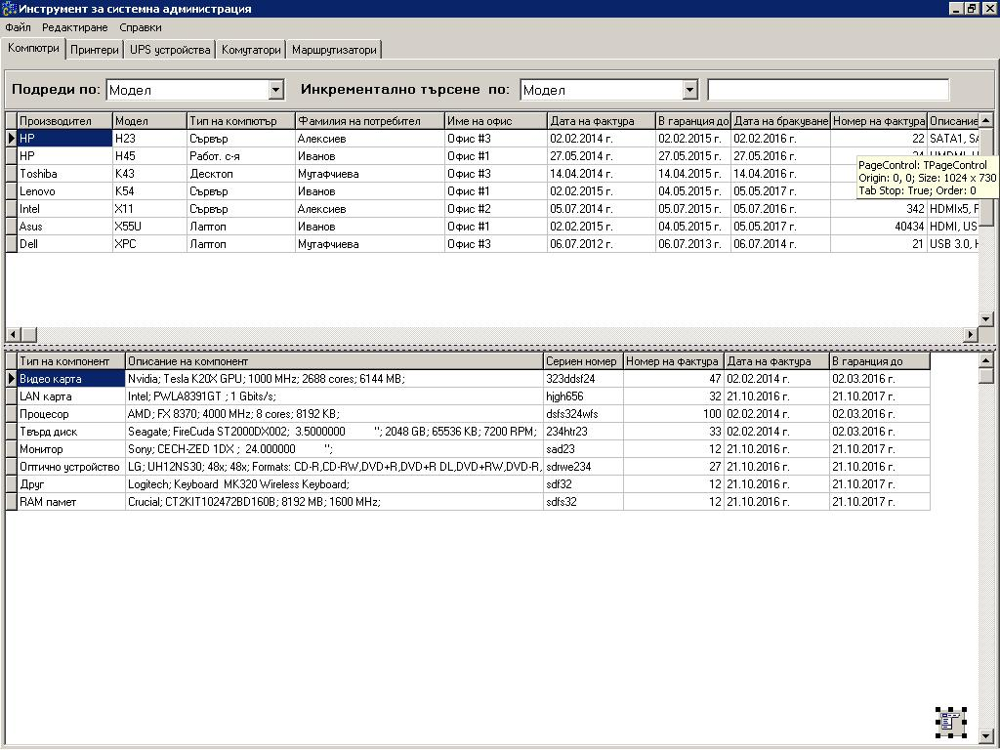 Инструмент за системна администрация
Файл Редактиране Справки
Компютри Принтери UPS устройства Комутатори Маршрутизатори
Подреди по: Модел Инкрементално търсене по: Модел
Производител Модел Тип на компютър Фамилия на потребител Име на офис Дата на фактура В гаранция до Дата на бракуване Номер на фактура Описание
HP H23 Сървър Алексиев Офис #3 02.02.2014 г. 02.02.2015 г. 02.02.2016 г. 22 SATA1, SA
HP H45 Работ. с-я Иванов Офис #1 27.05.2014 г. 27.05.2015 г. 27.05.2016 г.
PageControl: TPageControl
Toshiba K43 Десктоп Мутафчиева Офис #3 14.04.2014 г. 14.04.2015 г. 14.04.2016 г.
Origin: 0, 0; Size: 1024 x 730
Lenovo K54 Сървър Иванов Офис #1 02.02.2015 г. 04.05.2015 г. 05.05.2017 г.
Tab Stop: True; Order: 0
Intel X11 Сървър Алексиев Офис #2 05.07.2014 г. 05.07.2015 г. 05.07.2016 г. 342 HDMIx5, F
Asus X55U Лаптоп Иванов Офис #1 02.02.2015 г. 04.05.2015 г. 05.05.2017 г. 40434 HDMI, US
Dell XPC Лаптоп Мутафчиева Офис #3 06.07.2012 г. 06.07.2013 г. 06.07.2014 г. 21 USB 3.0, H
Тип на компонент Описание на компонент Сериен номер Номер на фактура Дата на фактура В гаранция до
Видео карта Nvidia; Tesla K20X GPU; 1000 MHz; 2688 cores; 6144 MB; 323ddsf24 47 02.02.2014 г. 02.03.2016 г.
LAN карта Intel; PWLA8391GT ; 1 Gbits/s; hjgh656 32 21.10.2016 г. 21.10.2017 г.
Процесор AMD; FX 8370; 4000 MHz; 8 cores; 8192 KB; dsfs324wfs 100 02.02.2014 г. 02.03.2016 г.
Твърд диск Seagate; FireCuda ST2000DX002; 3.5000000 "; 2048 GB; 65536 KB; 7200 RPM; 234htr23 33 02.02.2014 г. 02.03.2016 г.
Монитор Sony; CECH-ZED 1DX ; 24.000000 "; sad23 12 21.10.2016 г. 21.10.2017 г.
Оптично устройство LG; UH12NS30; 48x; 48x; Formats: CD-R,CD-RW,DVD+R,DVD+R DL,DVD+RW,DVD-R, sdrwe234 27 21.10.2016 г. 21.10.2017 г.
Друг Logitech; Keyboard MK320 Wireless Keyboard; sdf32 12 21.10.2016 г. 21.10.2017 г.
RAM памет Crucial; CT2KIT102472BD160B; 8192 MB; 1600 MHz; sdfs32 12 21.10.2016 г. 21.10.2017 г.